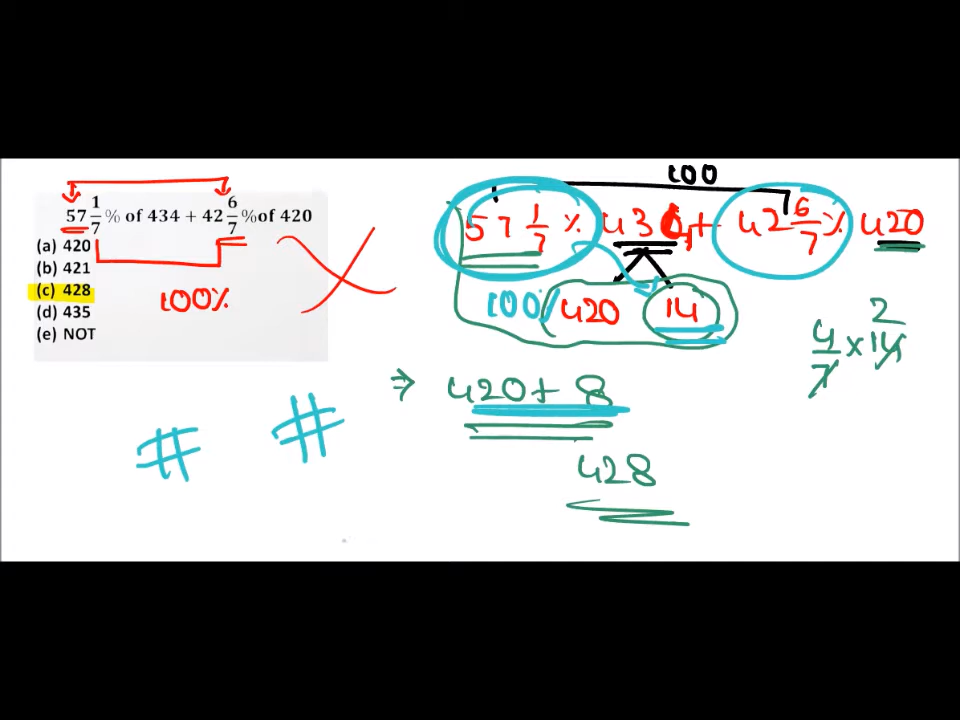 57 1/7 % of 434 + 42 6/7 %of 420
(a) 420
(b) 421
(c) 428
(d) 435
(e) NOT
100%
100
57 1/7 % 434 + 42 6/7 % 420
100% 420 14
4/7 × 14 2
⇒ 420 + 8
428
# #